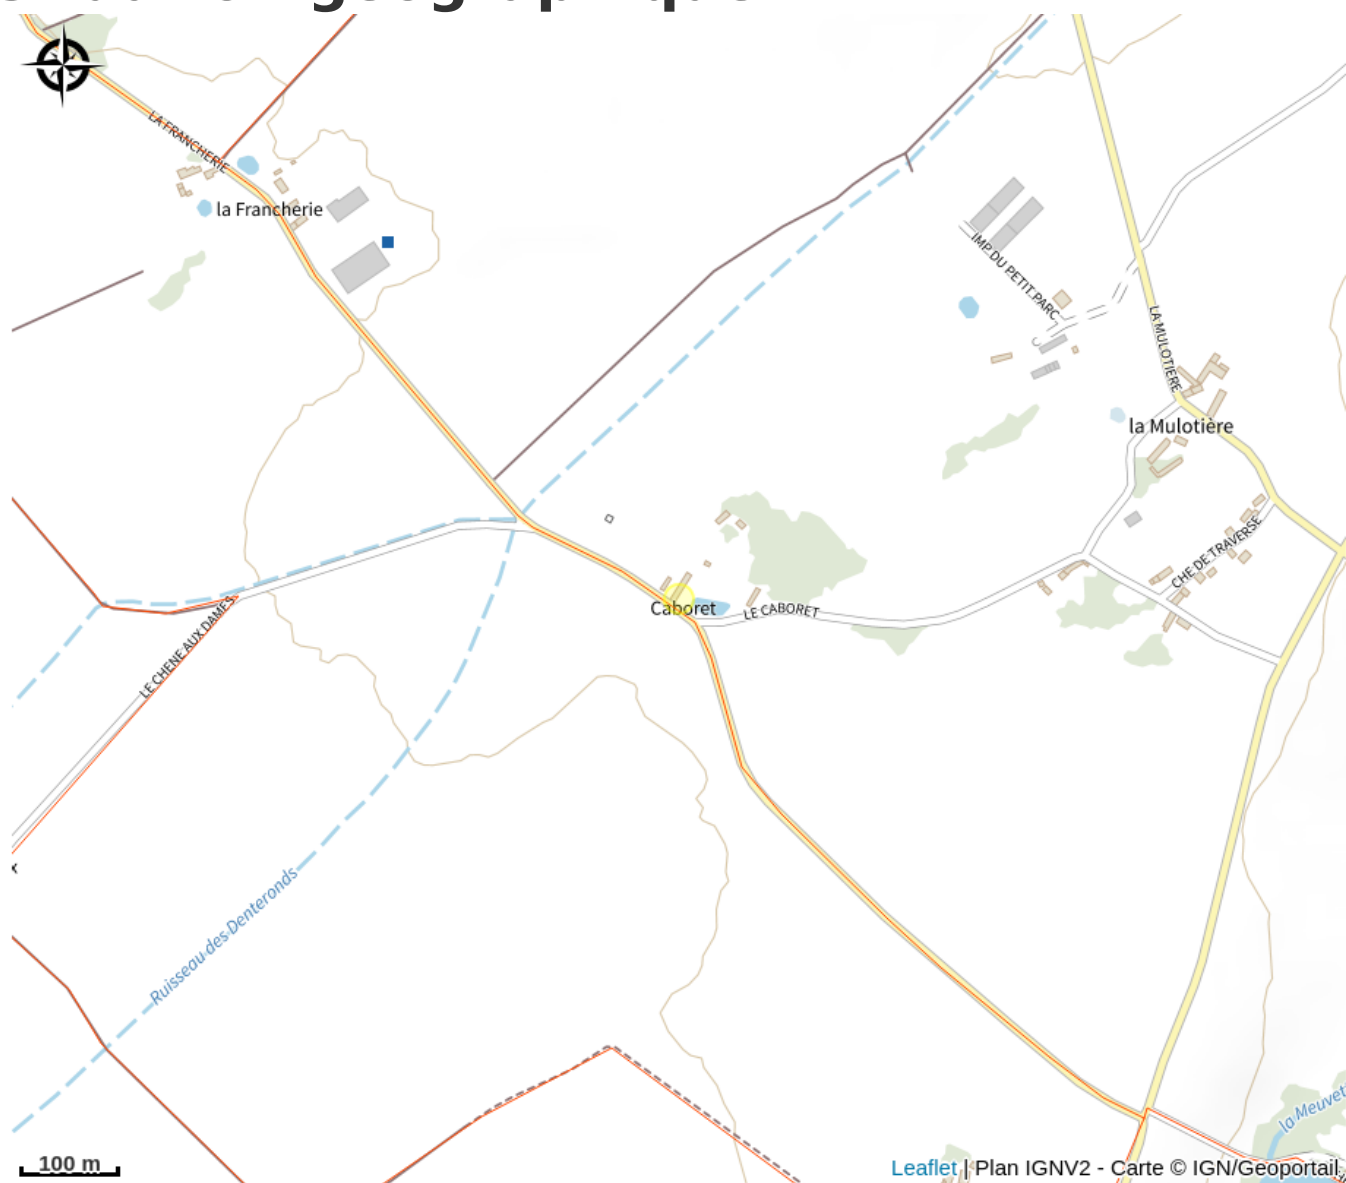 LA FRANCHERIE
la Francherie
IMP DU PETIT PARC
LA MULOTIERE
la Mulotière
CHE DE TRAVERSE
Caboret
LE CABORET
LE CHENE AUX DAMES
Ruisseau des Denteronds
la Meuvet
100 m
Leaflet | Plan IGNV2 - Carte © IGN/Geoportail